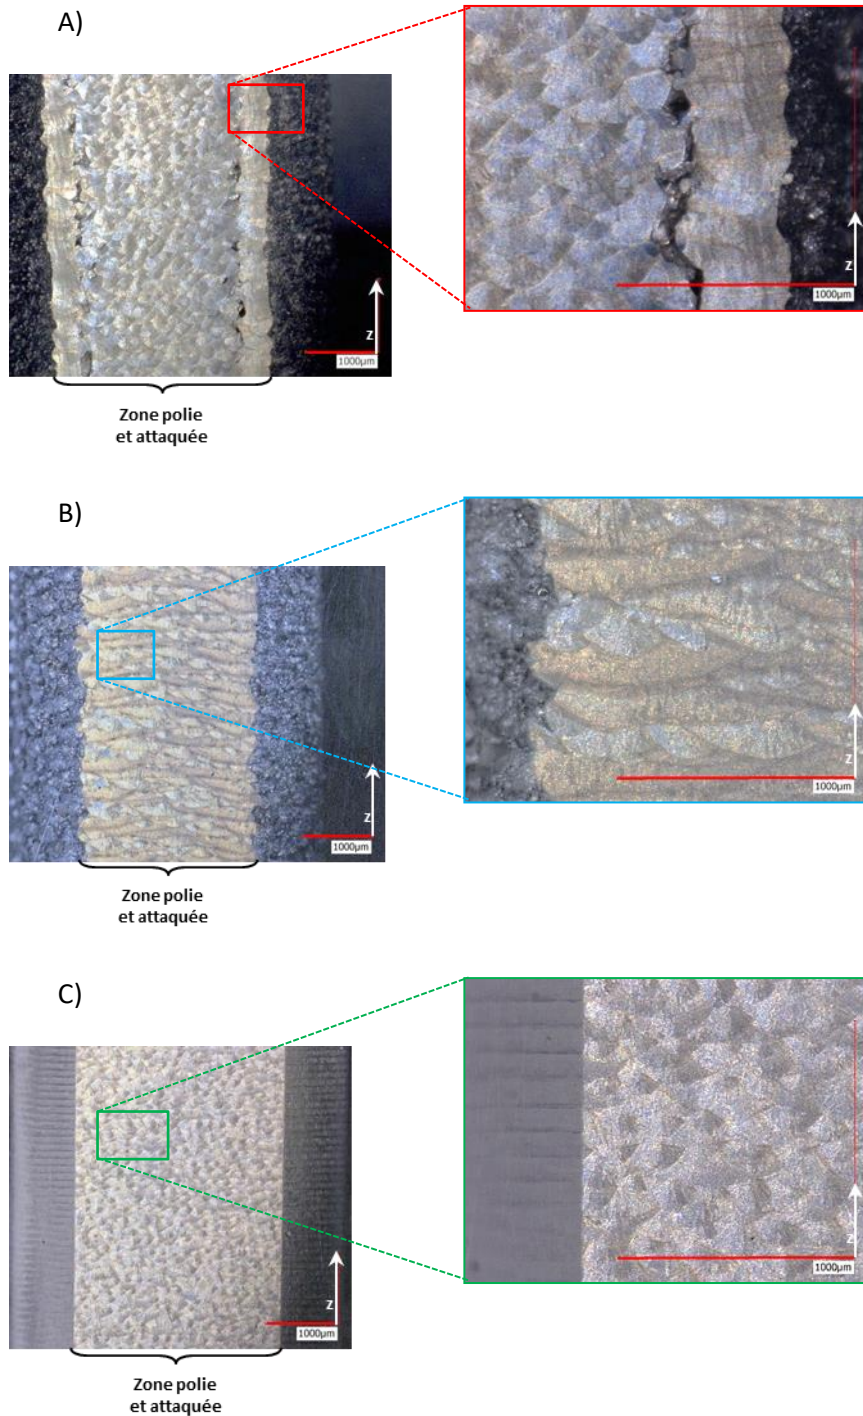 A)
Z
1000µm
Z
1000µm
Zone polie
et attaquée
B)
Z
1000µm
Z
1000µm
Zone polie
et attaquée
C)
Z
1000µm
Z
1000µm
Zone polie
et attaquée